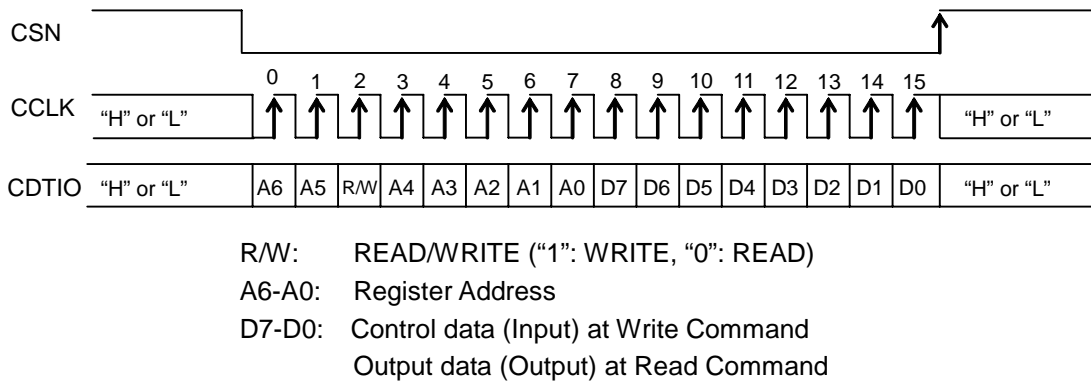 CSN
0 1 2 3 4 5 6 7 8 9 10 11 12 13 14 15
CCLK “H” or “L” “H” or “L”
CDTIO “H” or “L” A6 A5 R/W A4 A3 A2 A1 A0 D7 D6 D5 D4 D3 D2 D1 D0 “H” or “L”
R/W: READ/WRITE (“1”: WRITE, “0”: READ)
A6-A0: Register Address
D7-D0: Control data (Input) at Write Command
Output data (Output) at Read Command